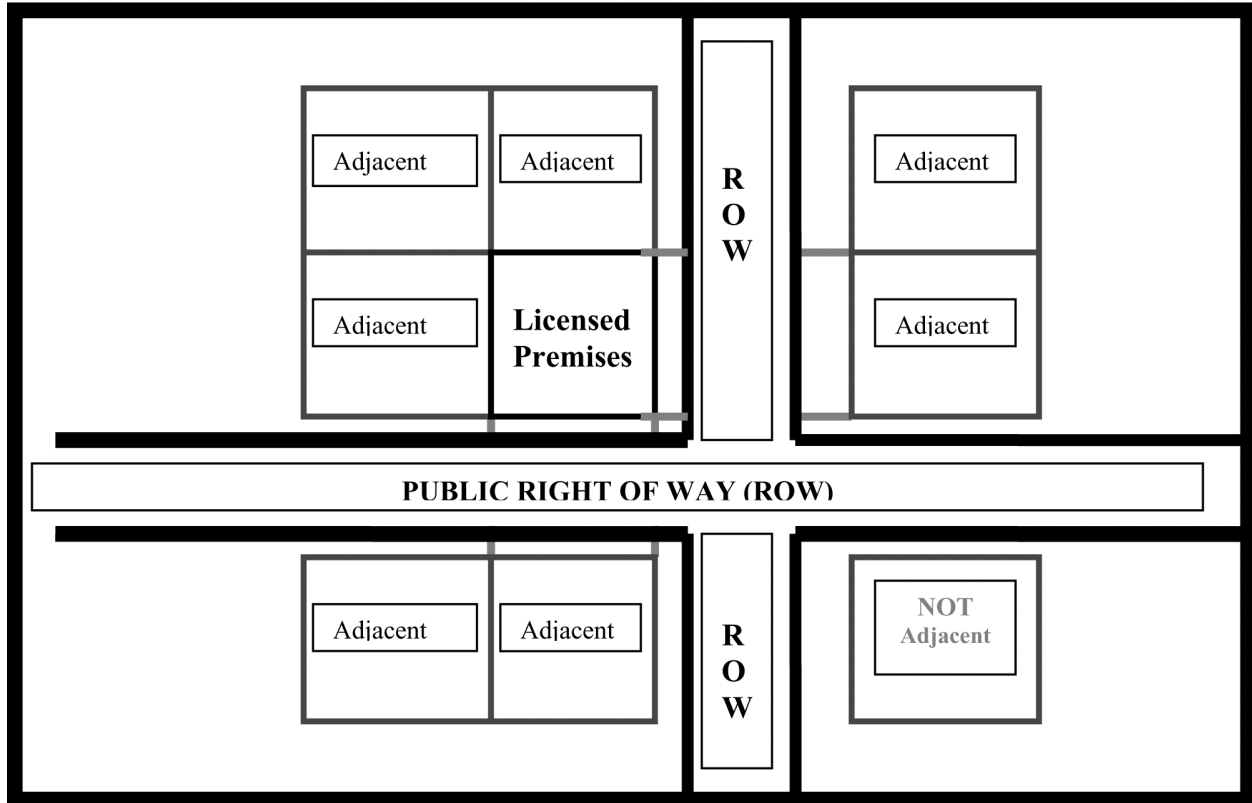 Adjacent
Adjacent
Adjacent
R
O
W
Adjacent
Licensed
Premises
Adjacent
PUBLIC RIGHT OF WAY (ROW)
Adjacent
Adjacent
R
O
W
NOT
Adjacent